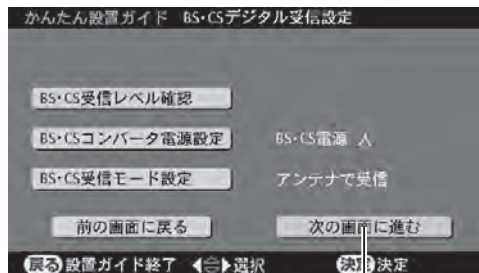 かんたん設置ガイド BS・CSデジタル受信設定
BS・CS受信レベル確認
BS・CSコンバータ電源設定 BS・CS電源 入
BS・CS受信モード設定 アンテナで受信
前の画面に戻る 次の画面に進む
戻る 設置ガイド終了 選択 決定 決定